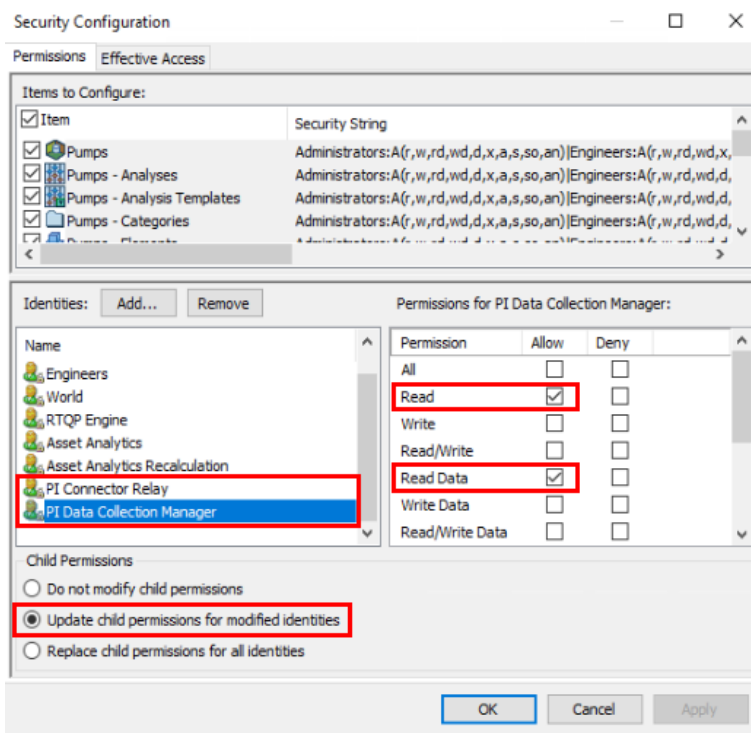 Security Configuration
Permissions Effective Access
Items to Configure:
Item Security String
Pumps Administrators:A(r,w,rd,wd,d,x,a,s,so,an)|Engineers:A(r,w,rd,wd,x,
Pumps - Analyses Administrators:A(r,w,rd,wd,d,x,a,s,so,an)|Engineers:A(r,w,rd,wd,d,
Pumps - Analysis Templates Administrators:A(r,w,rd,wd,d,x,a,s,so,an)|Engineers:A(r,w,rd,wd,d,
Pumps - Categories Administrators:A(r,w,rd,wd,d,x,a,s,so,an)|Engineers:A(r,w,rd,wd,d,
Identities: Add... Remove Permissions for PI Data Collection Manager:
Name Permission Allow Deny
All
Engineers
Read
World
Write
RTQP Engine
Read/Write
Asset Analytics
Asset Analytics Recalculation
Read Data
PI Connector Relay
Write Data
PI Data Collection Manager
Read/Write Data
Child Permissions
Do not modify child permissions
Update child permissions for modified identities
Replace child permissions for all identities
OK Cancel Apply